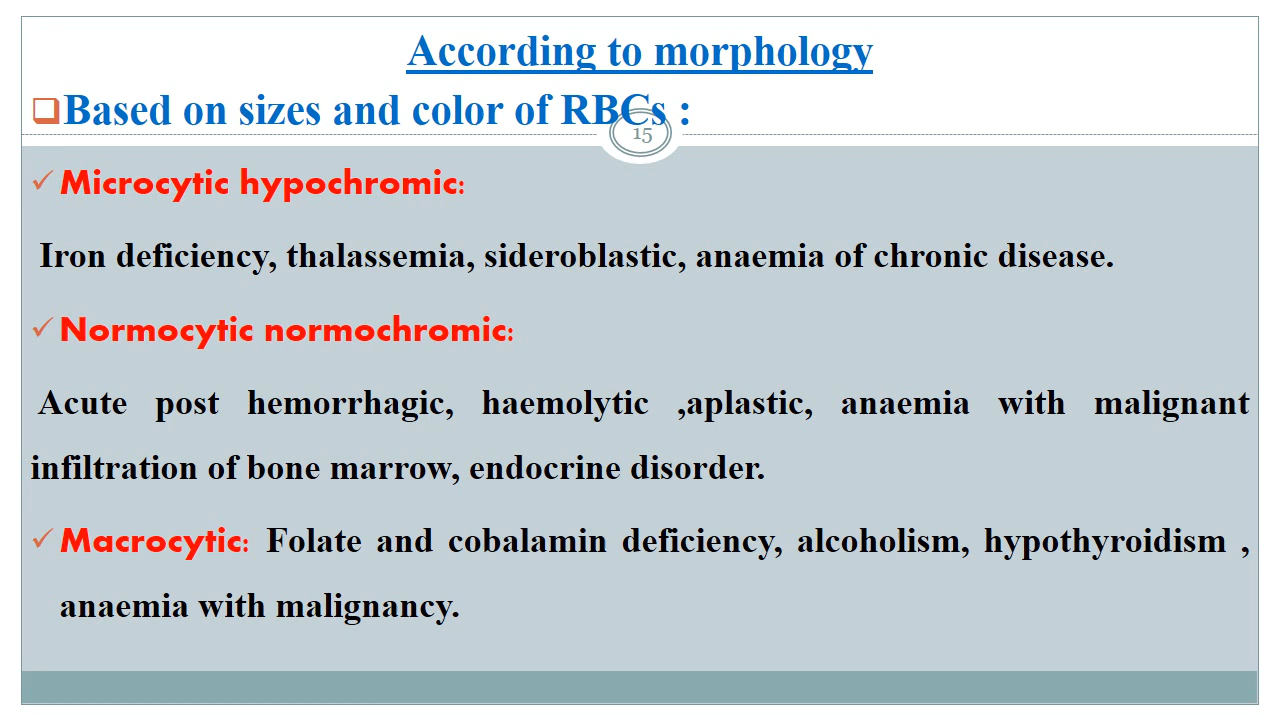 According to morphology
Based on sizes and color of RBCs :
15
Microcytic hypochromic:
Iron deficiency, thalassemia, sideroblastic, anaemia of chronic disease.
Normocytic normochromic:
Acute post hemorrhagic, haemolytic ,aplastic, anaemia with malignant
infiltration of bone marrow, endocrine disorder.
Macrocytic: Folate and cobalamin deficiency, alcoholism, hypothyroidism ,
anaemia with malignancy.